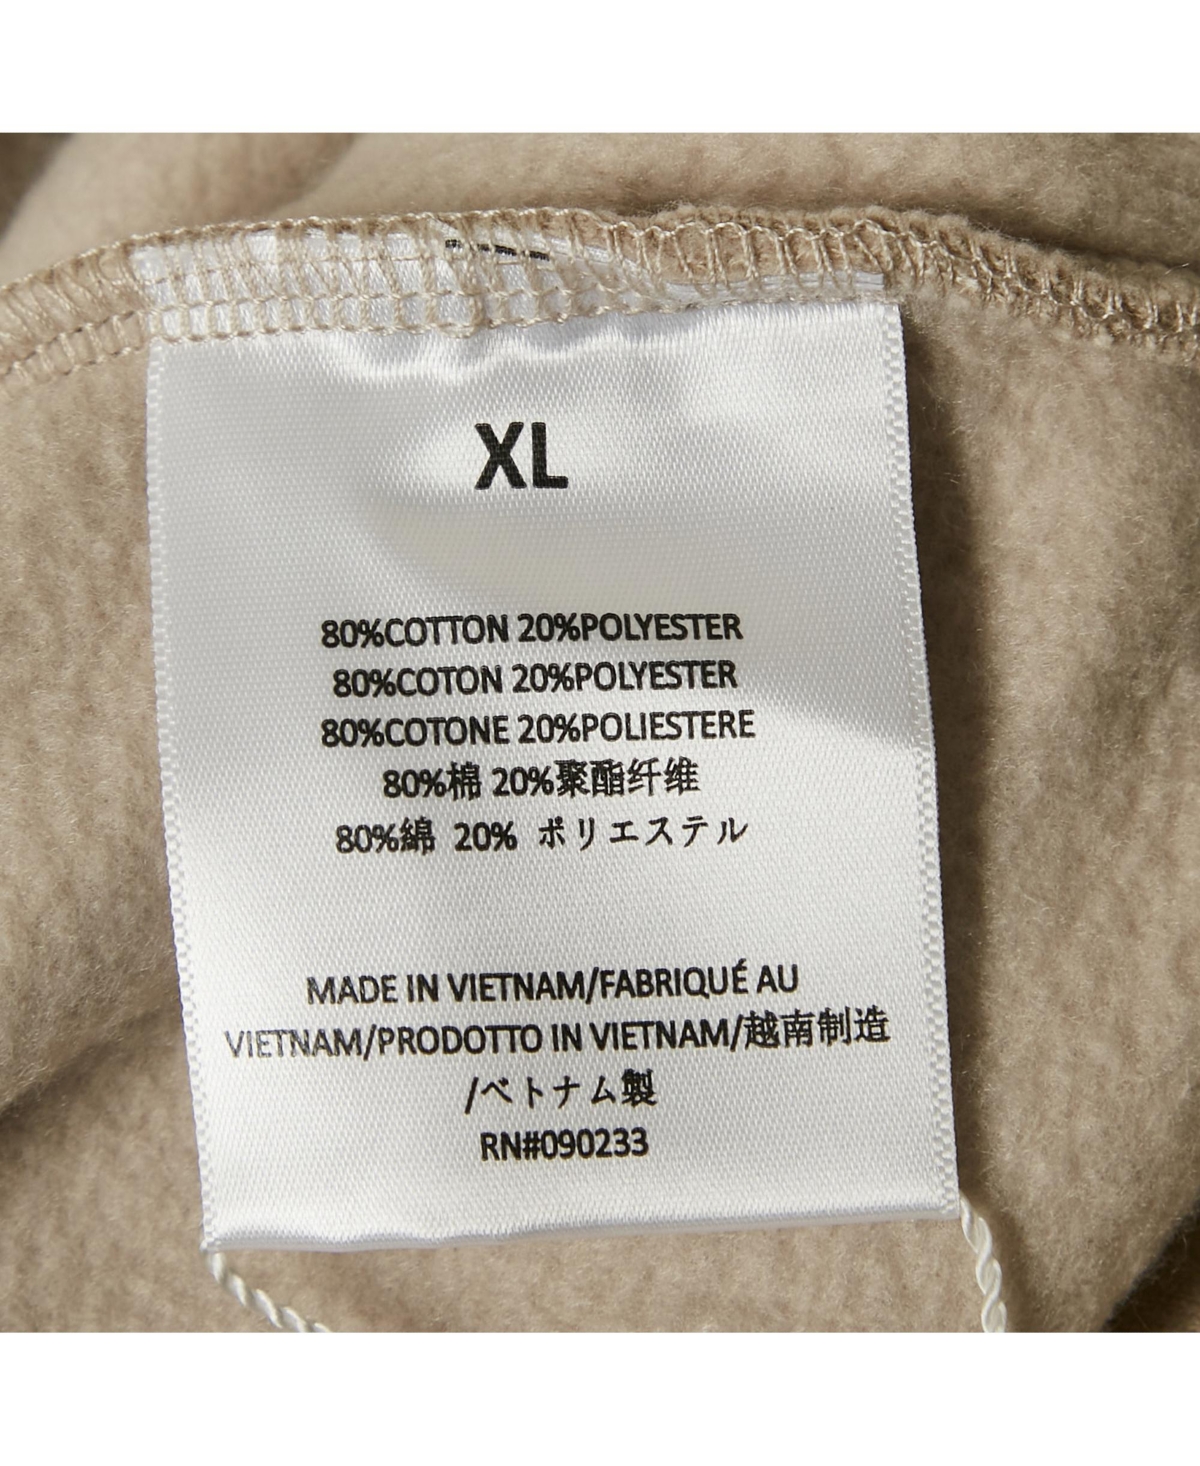 XL
80%COTTON 20%POLYESTER
80%COTON 20%POLYESTER
80%COTONE 20%POLIESTERE
80%棉 20%聚酯纤维
80%綿 20% ポリエステル
MADE IN VIETNAM/FABRIQUÉ AU
VIETNAM/PRODOTTO IN VIETNAM/越南制造
/ベトナム製
RN#090233